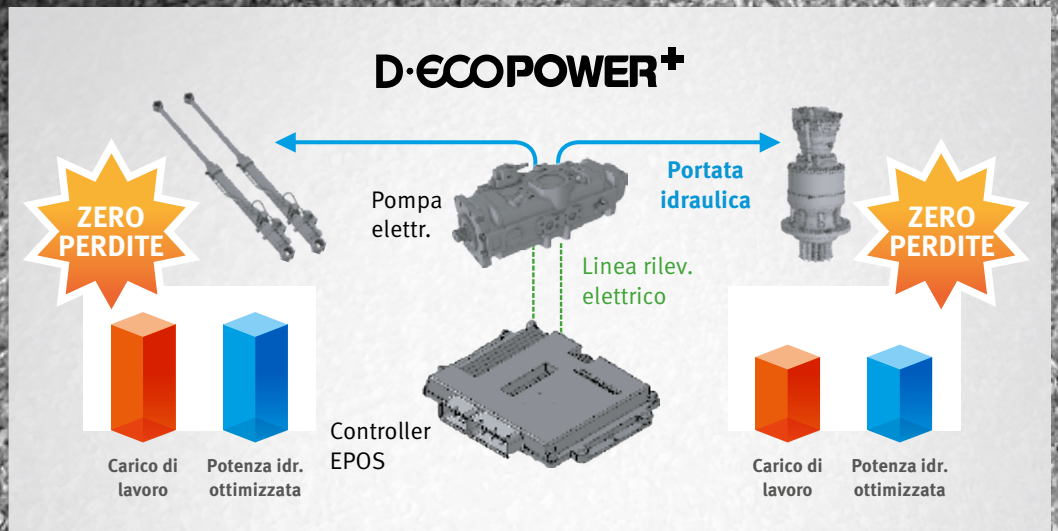 D·ECOPOWER+
ZERO
PERDITE
Pompa
elettr.
Portata
idraulica
ZERO
PERDITE
Linea rilev.
elettrico
Controller
EPOS
Carico di
lavoro
Potenza idr.
ottimizzata
Carico di
lavoro
Potenza idr.
ottimizzata